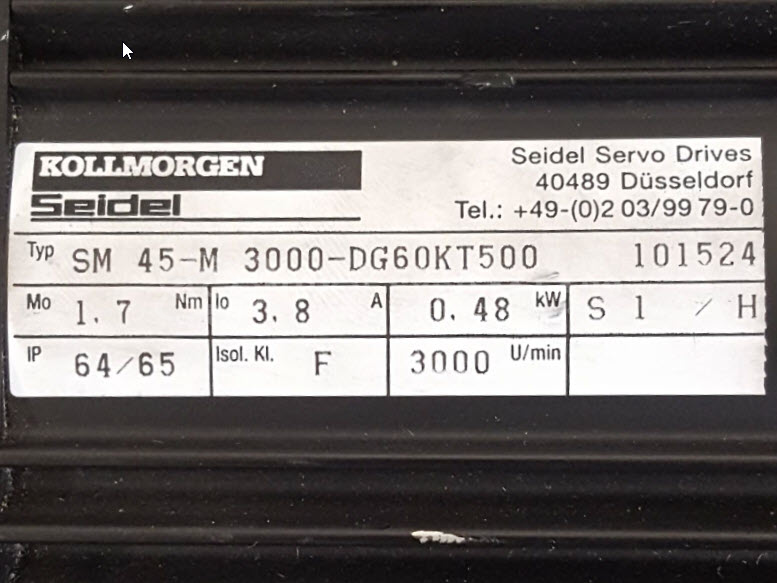 KOLLMORGEN
Seidel
Seidel Servo Drives
40489 Düsseldorf
Tel.: +49-(0)2 03/99 79-0
Typ SM 45-M 3000-DG60KT500 101524
Mo 1.7 Nm Io 3.8 A 0.48 kW S 1 / H
IP 64/65 Isol. Kl. F 3000 U/min